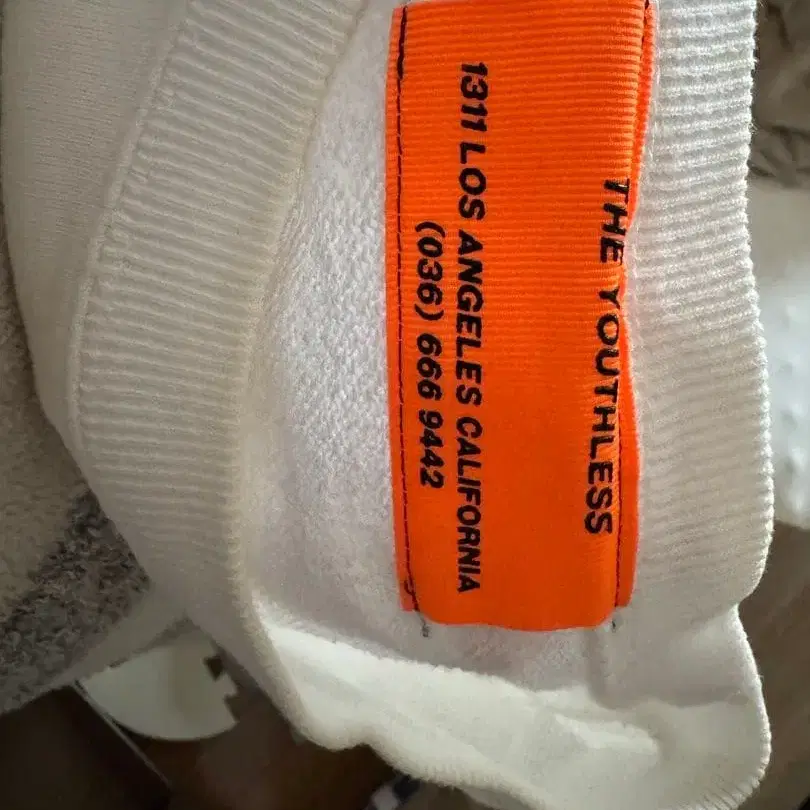 THE YOUTHLESS
1311 LOS ANGELES CALIFORNIA
(036) 666 9442